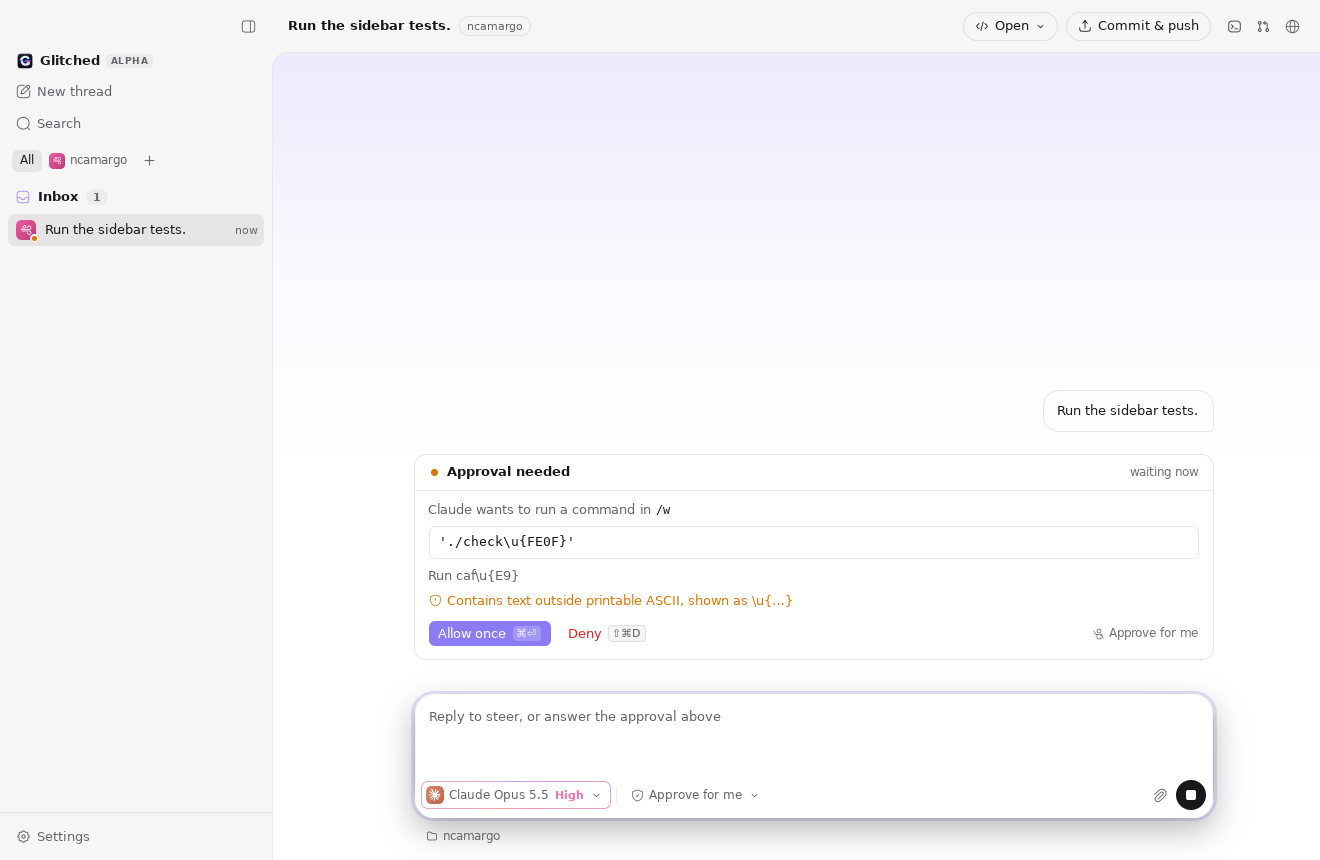 Run the sidebar tests. ncamargo
Open
Commit & push
Glitched ALPHA
New thread
Search
All ncamargo
Inbox 1
Run the sidebar tests. now
Run the sidebar tests.
Approval needed waiting now
Claude wants to run a command in /w
'./check\u{FE0F}'
Run caf\u{E9}
Contains text outside printable ASCII, shown as \u{...}
Allow once ⌘⏎ Deny ⇧⌘D Approve for me
Reply to steer, or answer the approval above
Claude Opus 5.5 High Approve for me
ncamargo
Settings